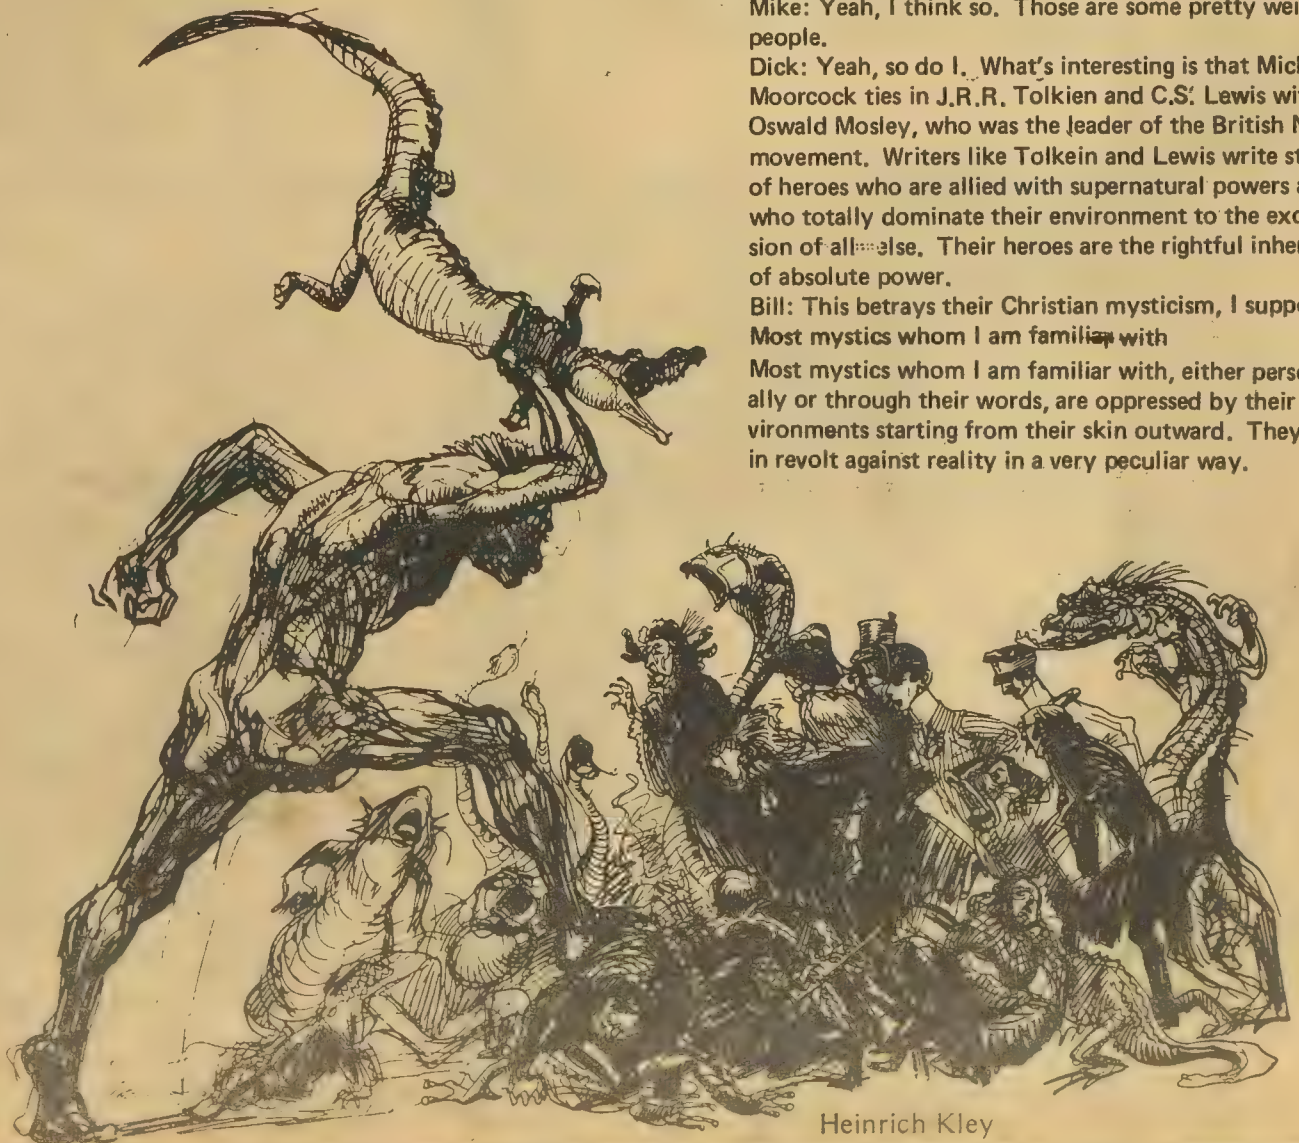 Mike: Yeah, I think so. Those are some pretty wei
people.
Dick: Yeah, so do I. What's interesting is that Mic
Moorcock ties in J.R.R. Tolkien and C.S. Lewis wi
Oswald Mosley, who was the leader of the British N
movement. Writers like Tolkein and Lewis write st
of heroes who are allied with supernatural powers a
who totally dominate their environment to the exc
sion of all else. Their heroes are the rightful inhe
of absolute power.
Bill: This betrays their Christian mysticism, I supp
Most mystics whom I am familiar with
Most mystics whom I am familiar with, either pers
ally or through their words, are oppressed by their
vironments starting from their skin outward. They
in revolt against reality in a very peculiar way.
Heinrich Kley